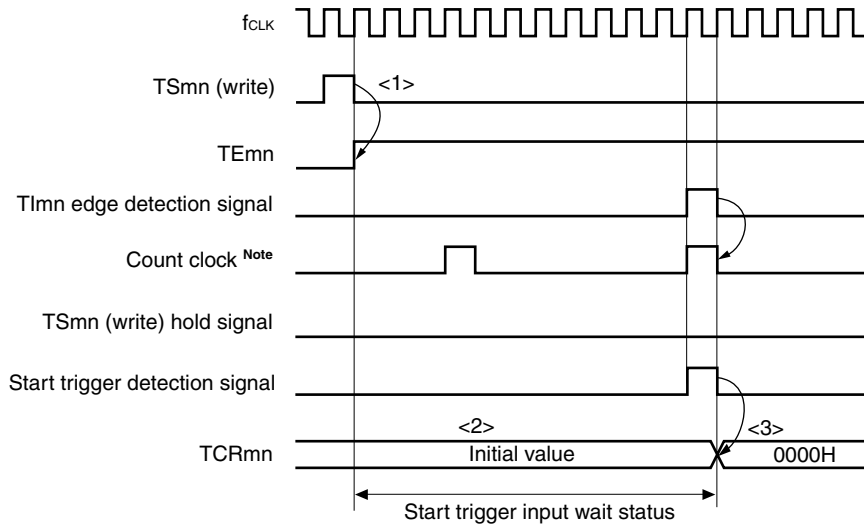 fCLK
TSmn (write)
<1>
TEmn
TImn edge detection signal
Count clock Note
TSmn (write) hold signal
Start trigger detection signal
<2>
<3>
TCRmn
Initial value
0000H
Start trigger input wait status